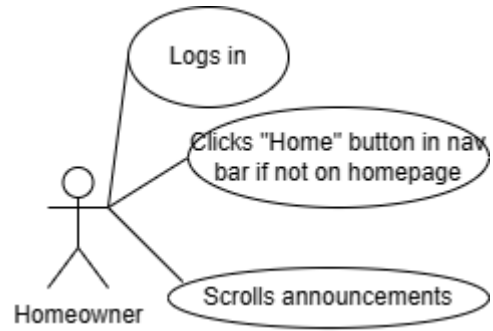 Logs in
Clicks "Home" button in nav
bar if not on homepage
Scrolls announcements
Homeowner